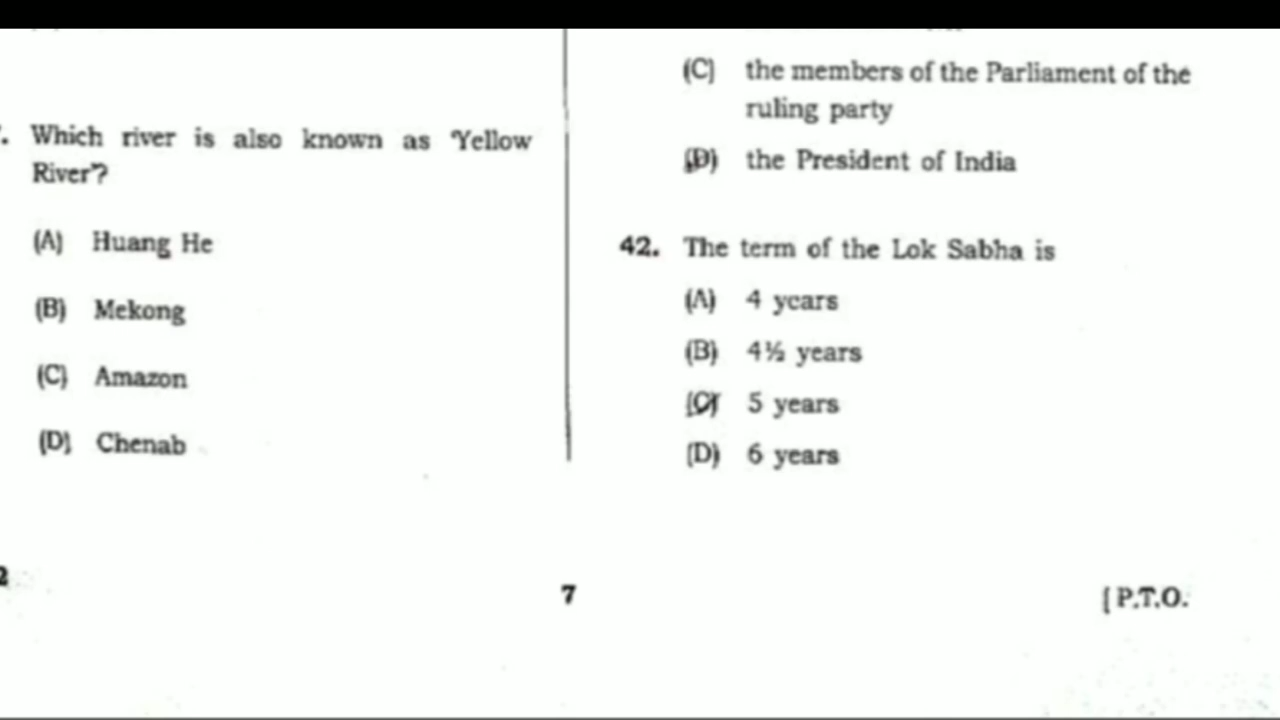 . Which river is also known as 'Yellow
River'?
(A) Huang He
(B) Mekong
(C) Amazon
(D) Chenab
(C) the members of the Parliament of the
ruling party
(D) the President of India
42. The term of the Lok Sabha is
(A) 4 years
(B) 4½ years
(C) 5 years
(D) 6 years
2
7
[ P.T.O.